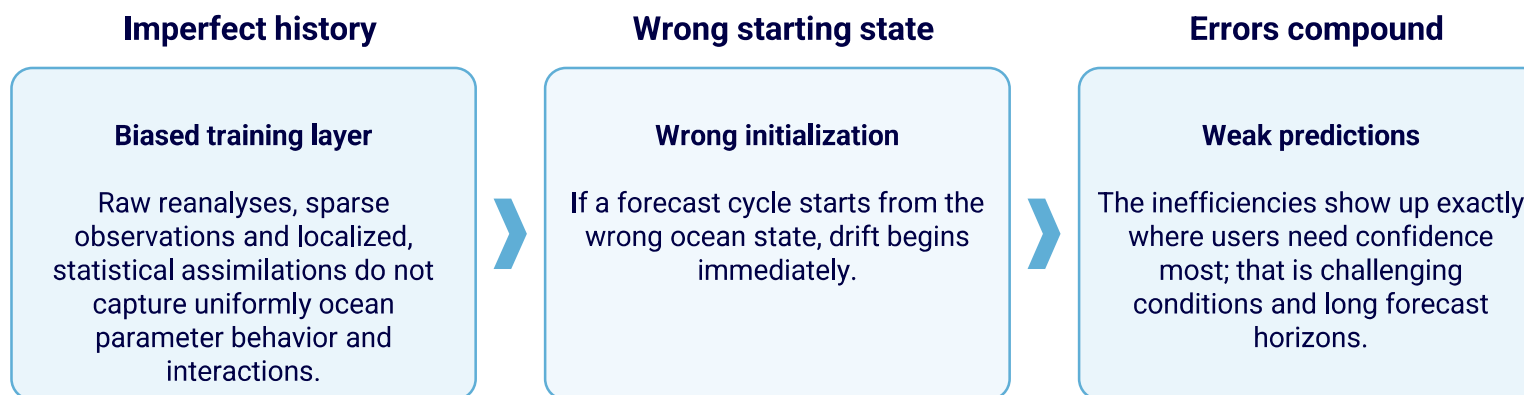 Imperfect history
Biased training layer
Raw reanalyses, sparse
observations and localized,
statistical assimilations do not
capture uniformly ocean
parameter behavior and
interactions.
Wrong starting state
Wrong initialization
If a forecast cycle starts from the
wrong ocean state, drift begins
immediately.
Errors compound
Weak predictions
The inefficiencies show up exactly
where users need confidence
most; that is challenging
conditions and long forecast
horizons.